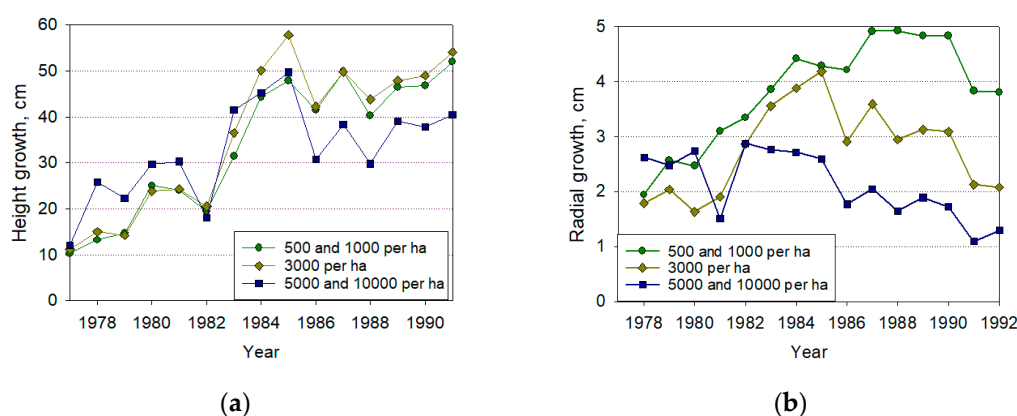 Height growth, cm
60
50
40
30
20
10
0
500 and 1000 per ha
3000 per ha
5000 and 10000 per ha
1978 1980 1982 1984 1986 1988 1990
Year
(a)
Radial growth, cm
5
4
3
2
1
0
500 and 1000 per ha
3000 per ha
5000 and 10000 per ha
1978 1980 1982 1984 1986 1988 1990 1992
Year
(b)